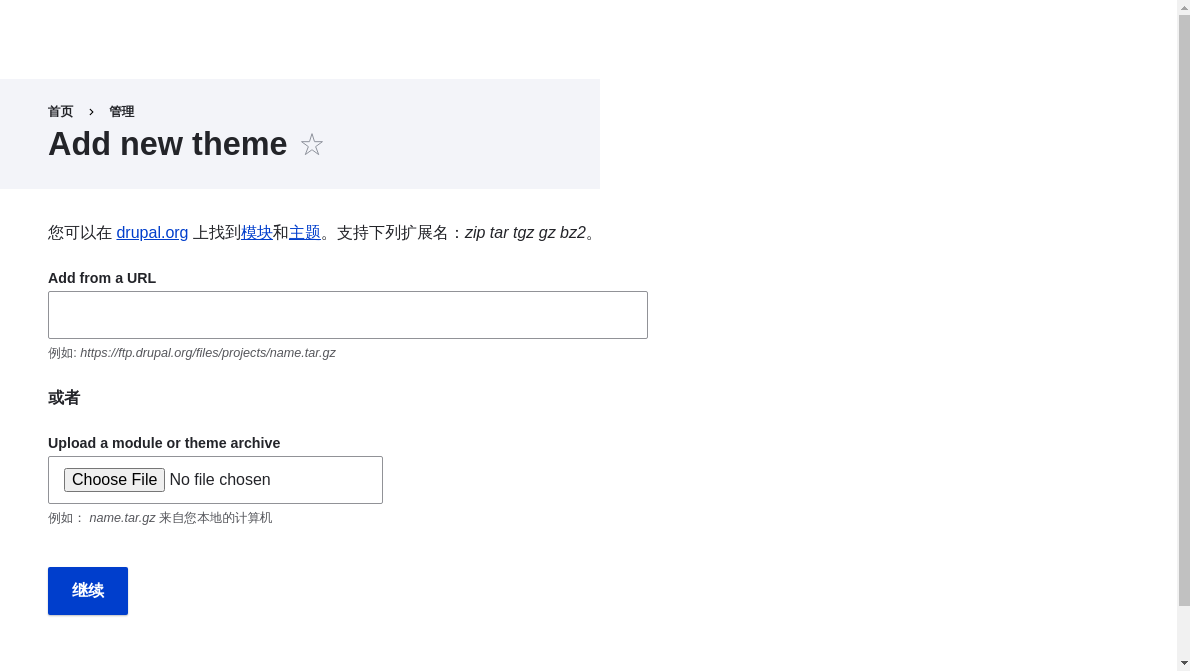 首页 › 管理
Add new theme ☆
您可以在 drupal.org 上找到模块和主题。支持下列扩展名：zip tar tgz gz bz2。
Add from a URL
例如: https://ftp.drupal.org/files/projects/name.tar.gz
或者
Upload a module or theme archive
Choose File No file chosen
例如： name.tar.gz 来自您本地的计算机
继续